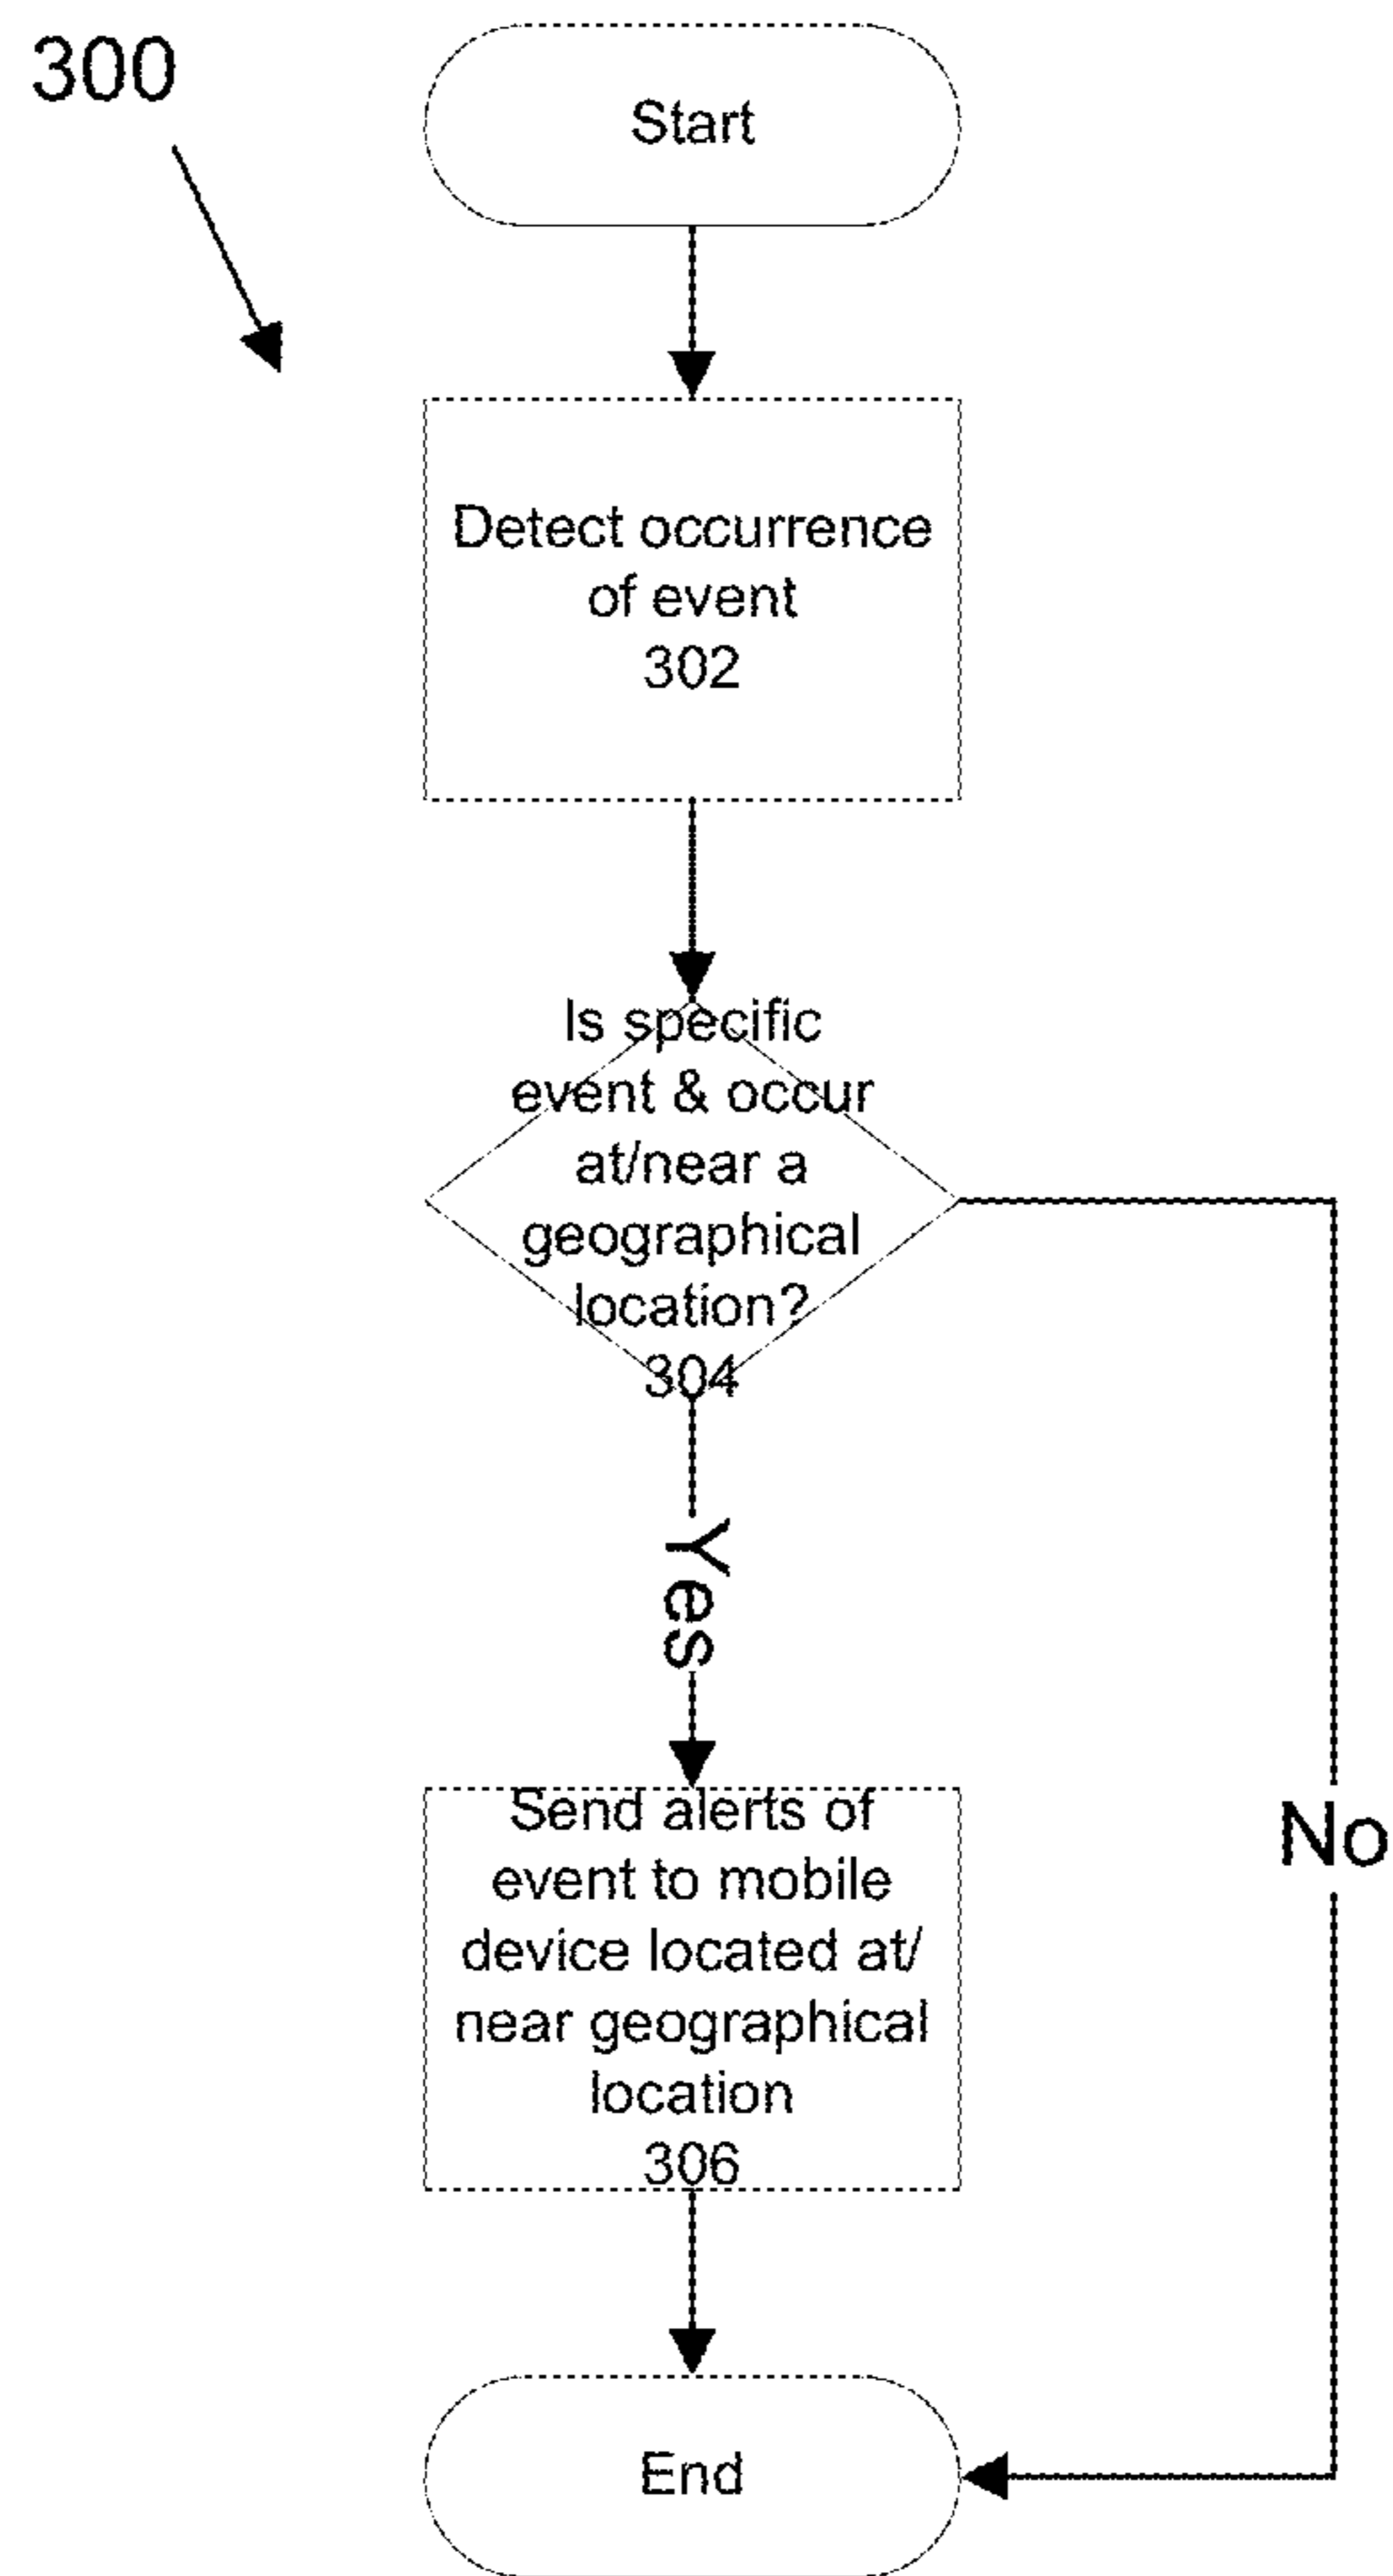 300
Start
Detect occurrence
of event
302
Is specific
event & occur
at/near a
geographical
location?
304
Yes
Send alerts of
event to mobile
device located at/
near geographical
location
306
No
End